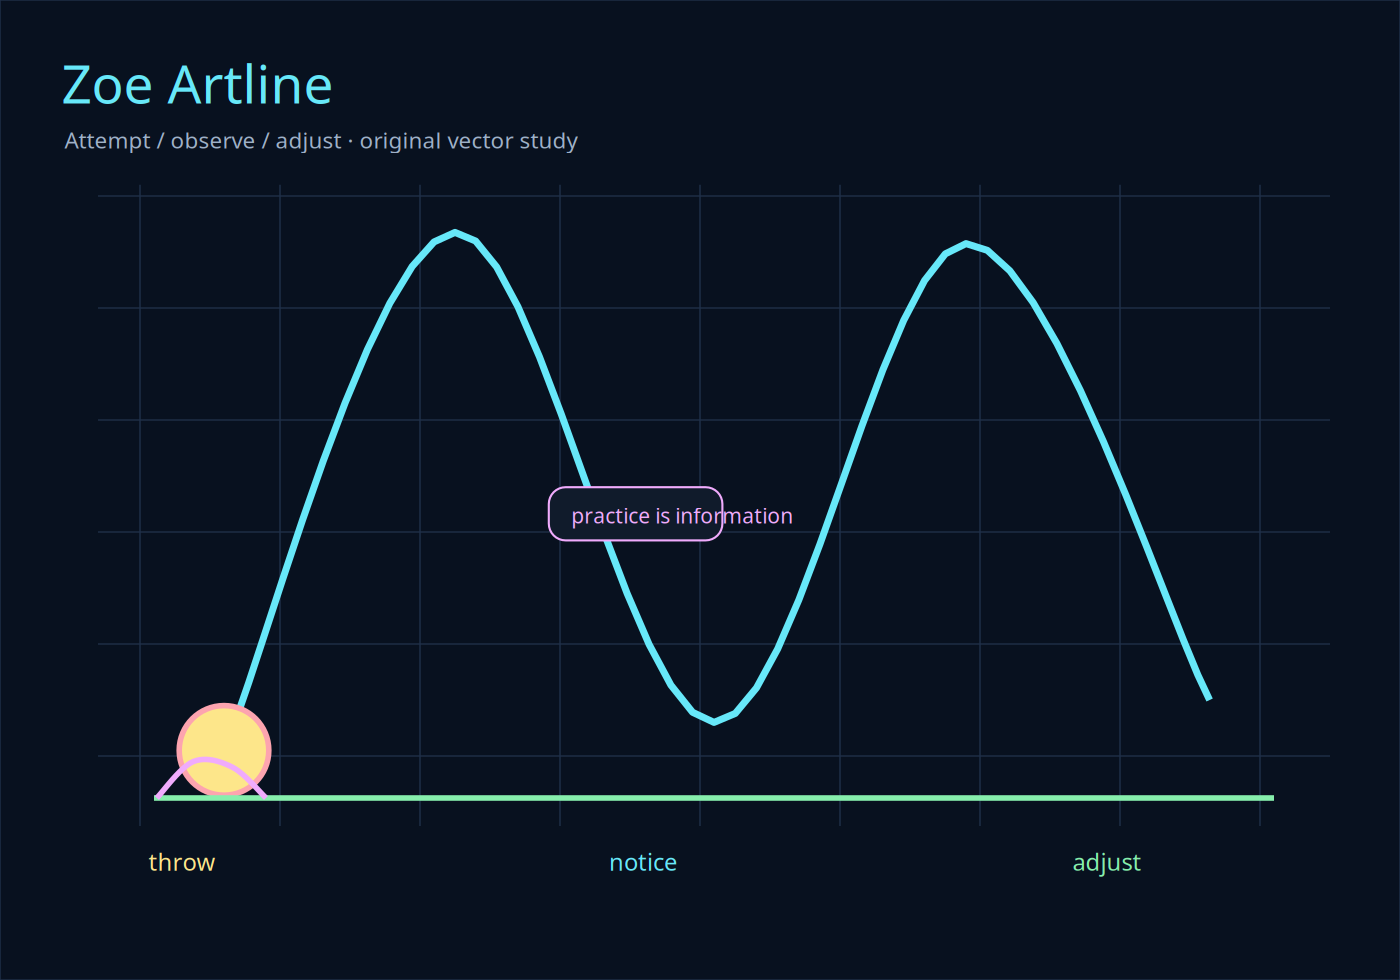 Zoe Artline
Attempt / observe / adjust · original vector study
practice is information
throw
notice
adjust